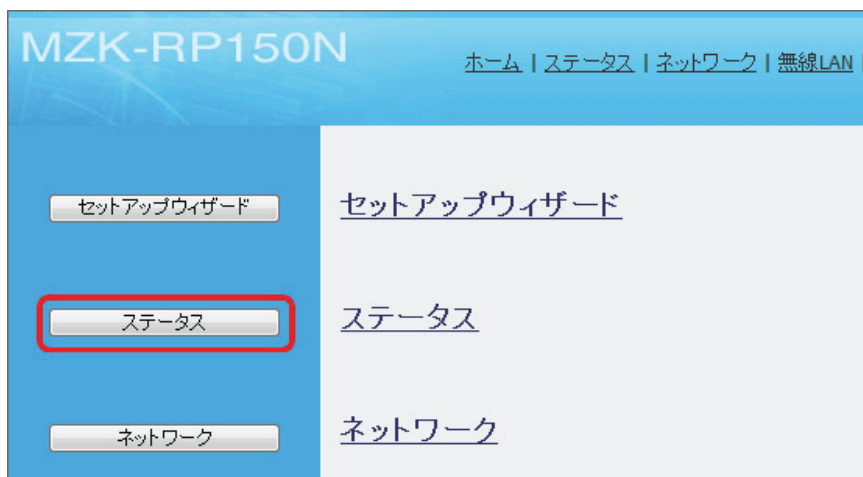 MZK-RP150N
ホーム | ステータス | ネットワーク | 無線LAN |
セットアップウィザード
セットアップウィザード
ステータス
ステータス
ネットワーク
ネットワーク